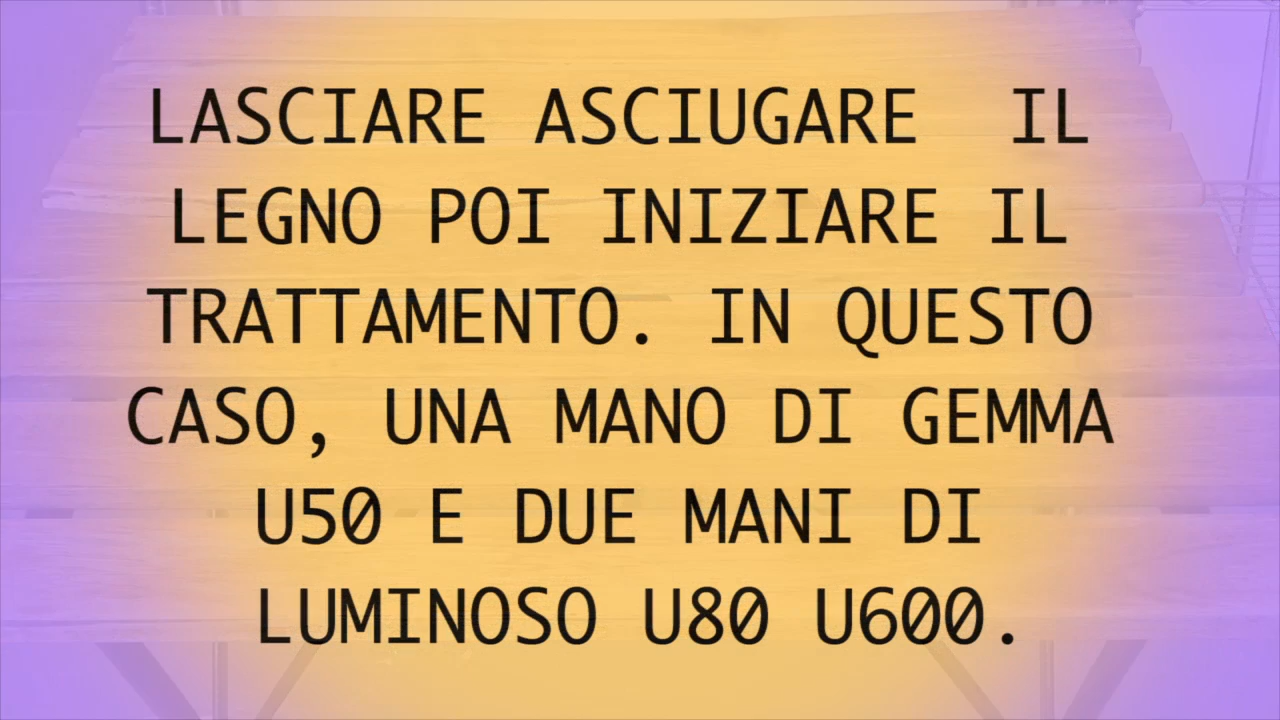 LASCIARE ASCIUGARE  IL
LEGNO POI INIZIARE IL
TRATTAMENTO. IN QUESTO
CASO, UNA MANO DI GEMMA
U50 E DUE MANI DI
LUMINOSO U80 U600.